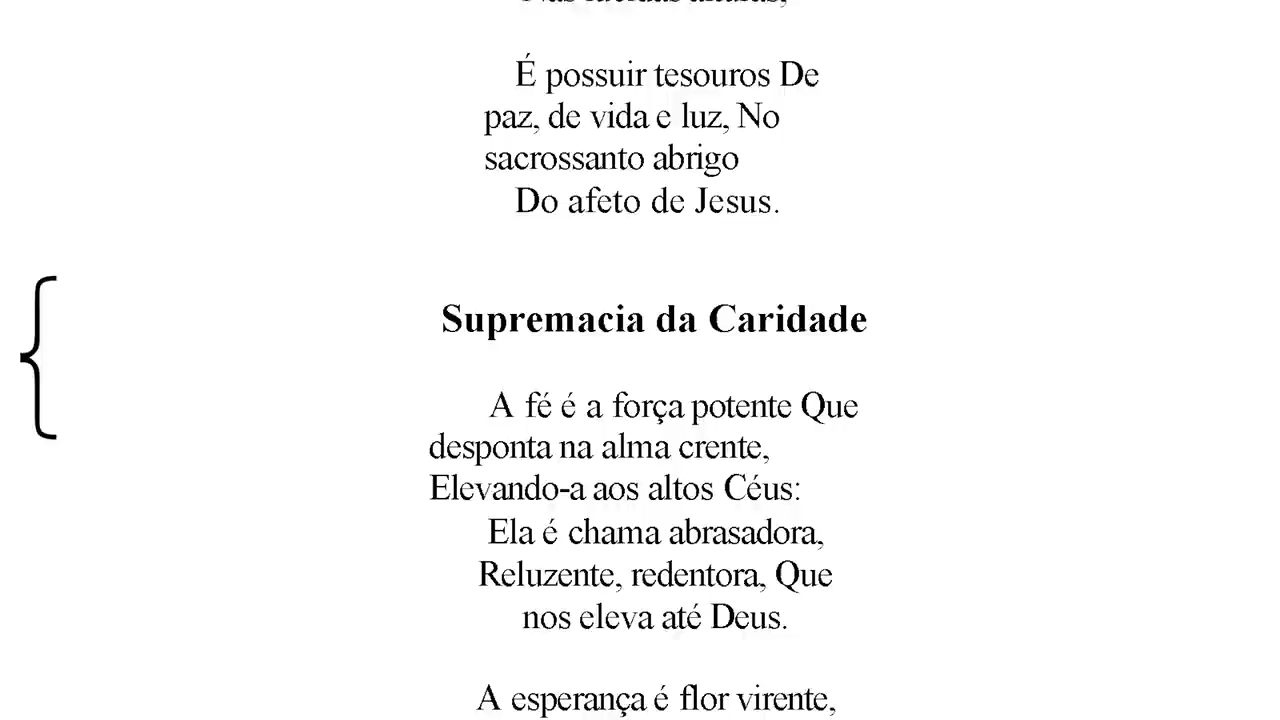 É possuir tesouros De
paz, de vida e luz, No
sacrossanto abrigo
Do afeto de Jesus.
Supremacia da Caridade
A fé é a força potente Que
desponta na alma crente,
Elevando-a aos altos Céus:
Ela é chama abrasadora,
Reluzente, redentora, Que
nos eleva até Deus.
A esperança é flor virente,